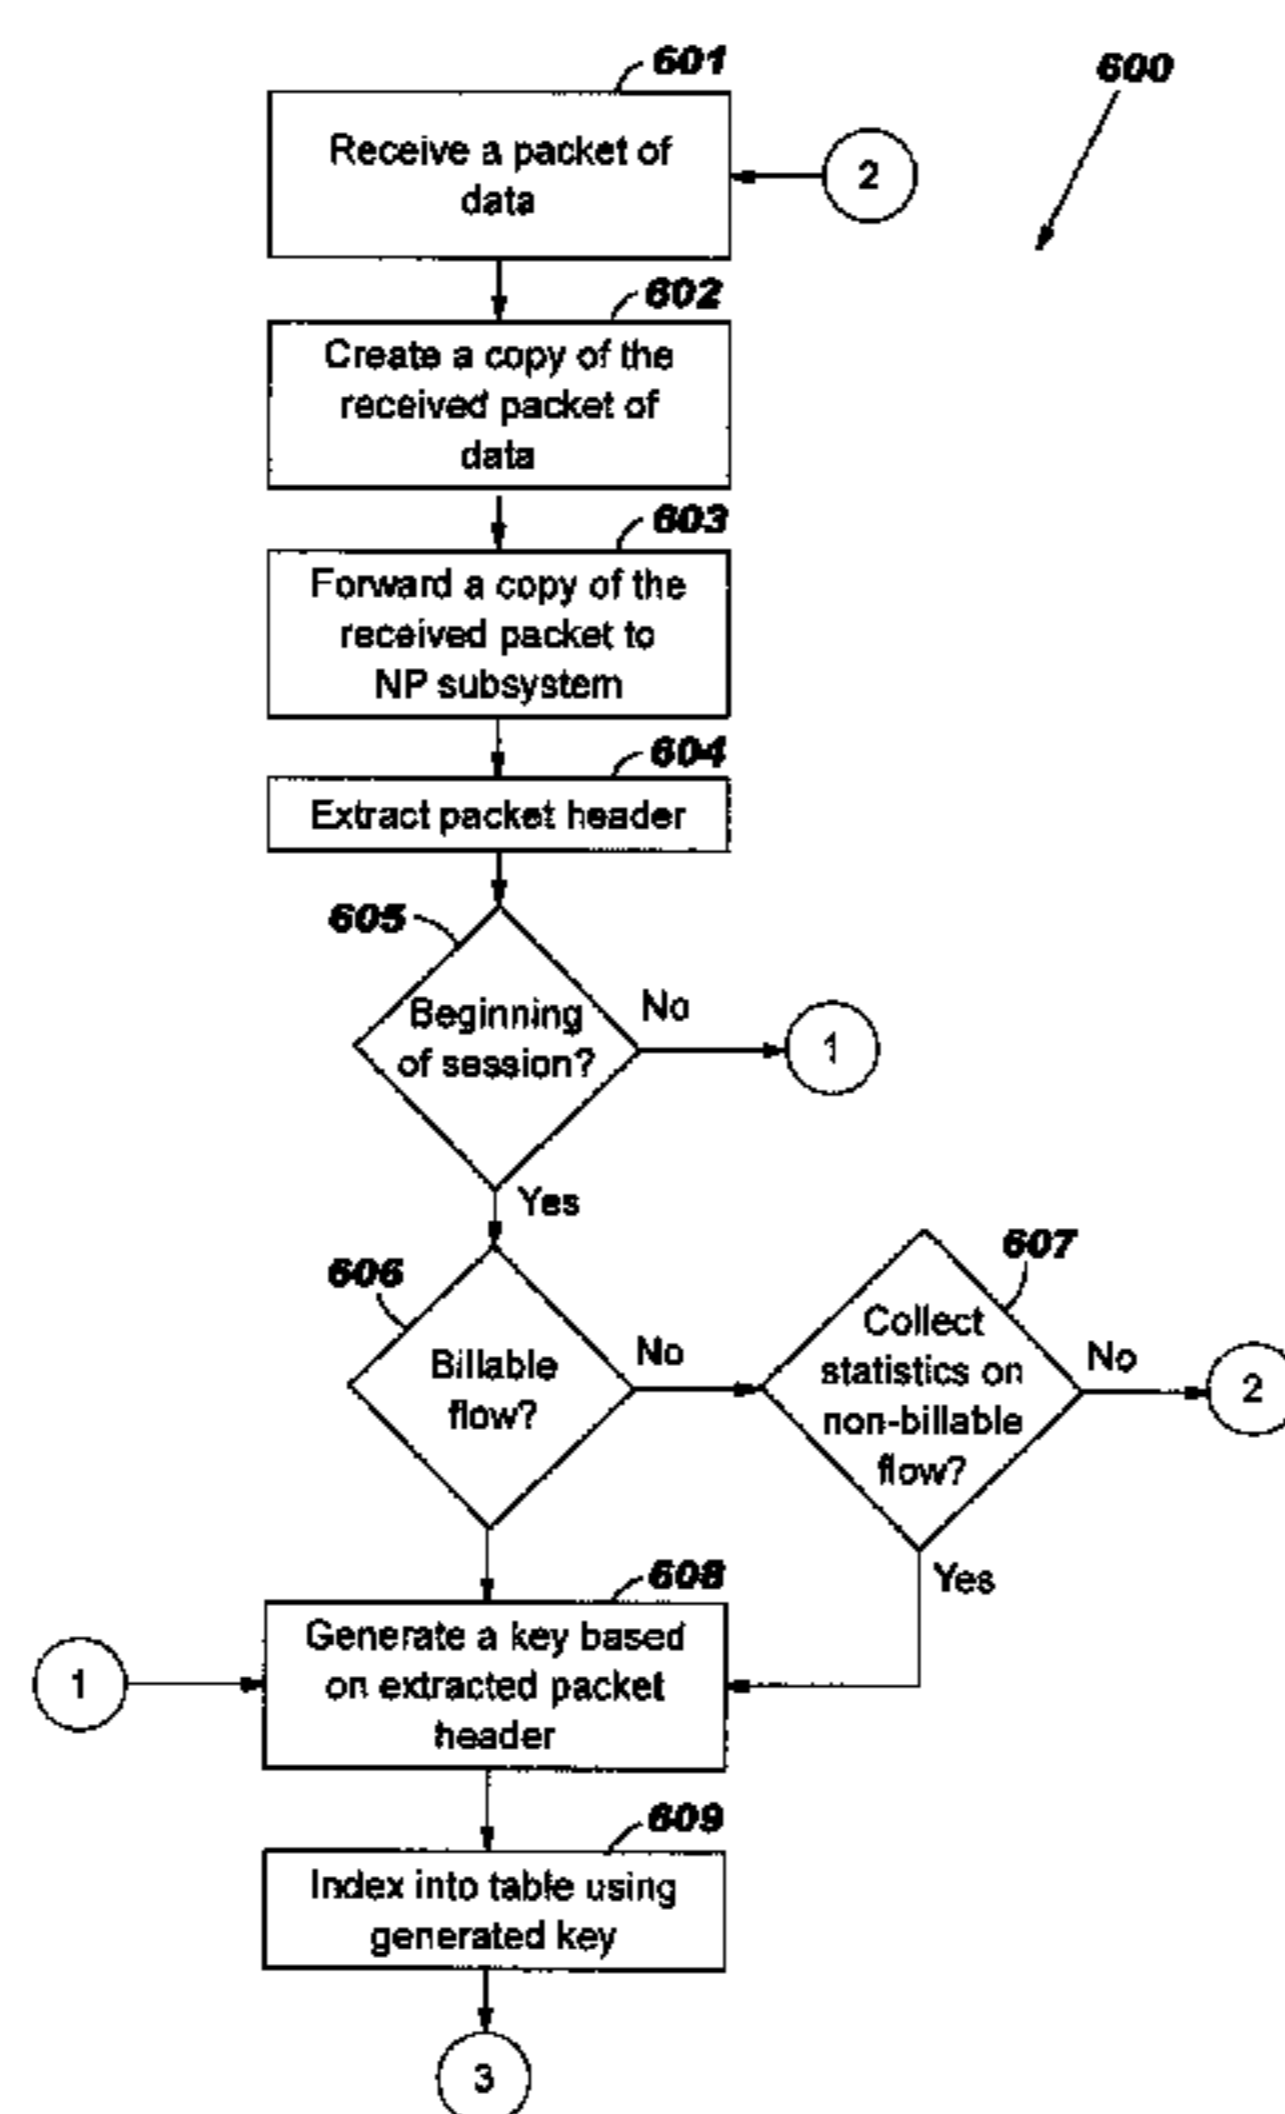 601
600
Receive a packet of
data
2
602
Create a copy of the
received packet of
data
603
Forward a copy of the
received packet to
NP subsystem
604
Extract packet header
605
Beginning
of session?
No
1
Yes
606
Billable
flow?
No
607
Collect
statistics on
non-billable
flow?
No
2
Yes
608
Generate a key based
on extracted packet
header
1
609
Index into table using
generated key
3